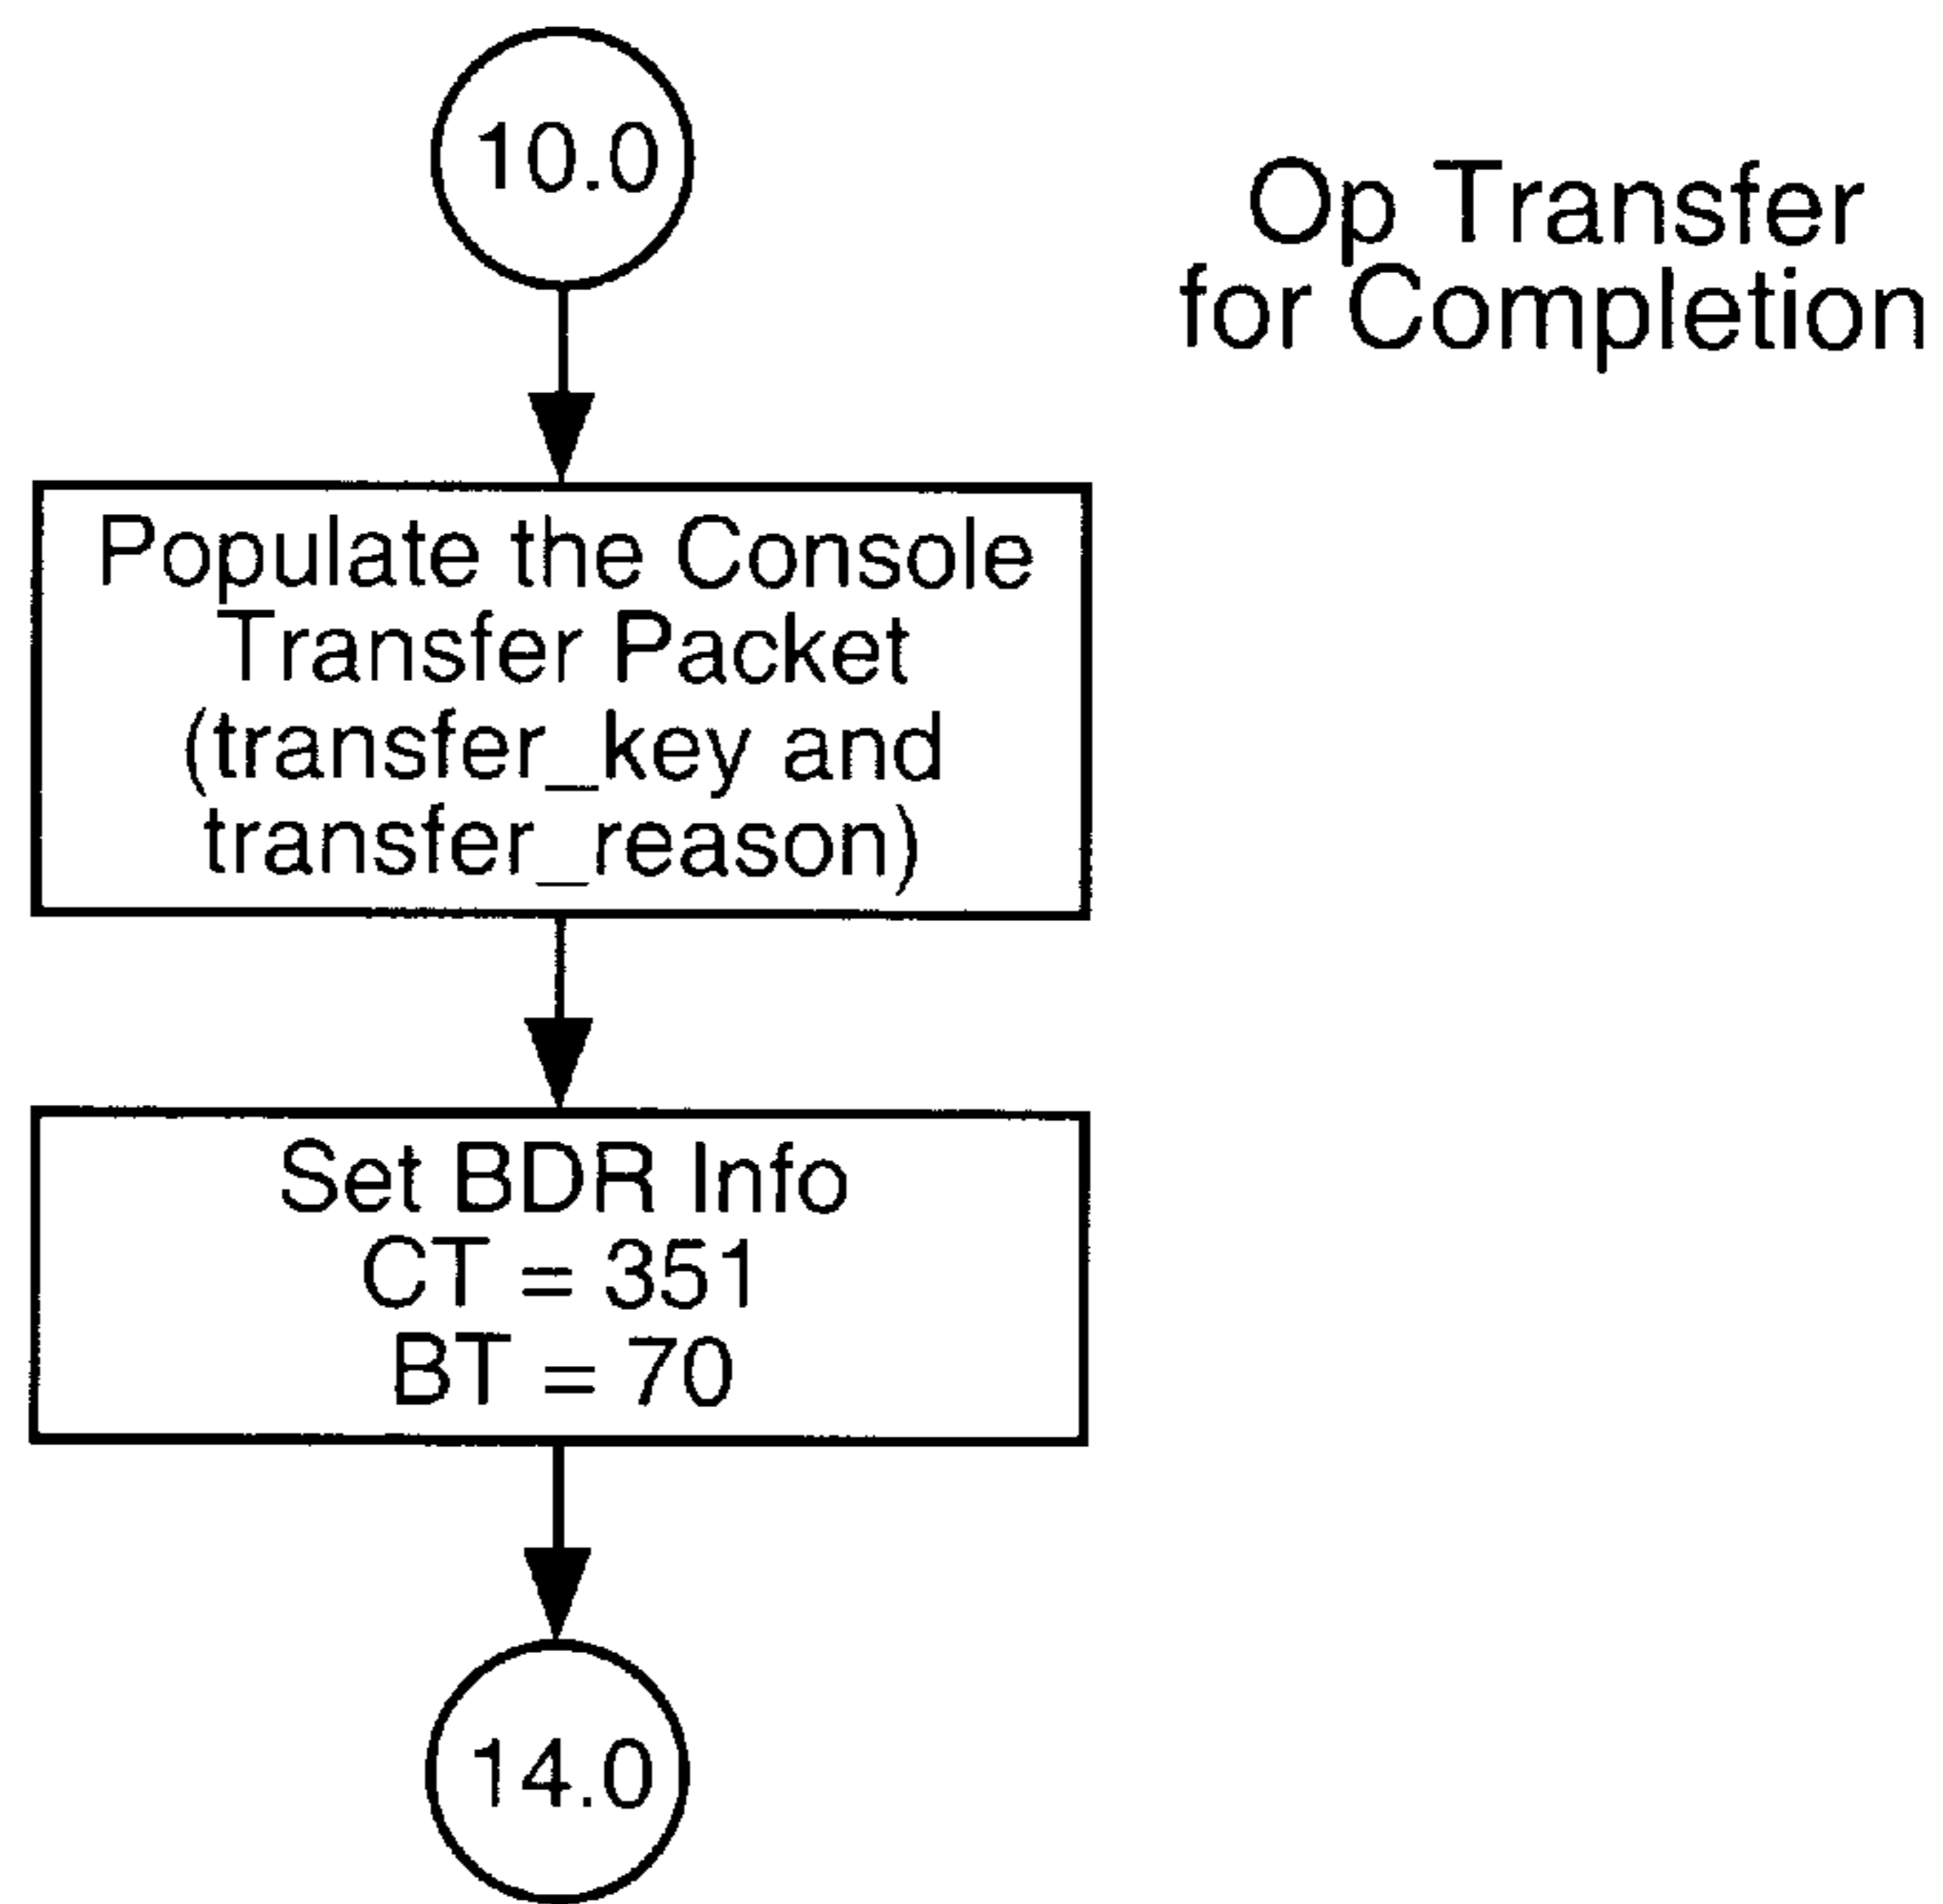 10.0
Op Transfer
for Completion
Populate the Console
Transfer Packet
(transfer_key and
transfer_reason)
Set BDR Info
CT = 351
BT = 70
14.0